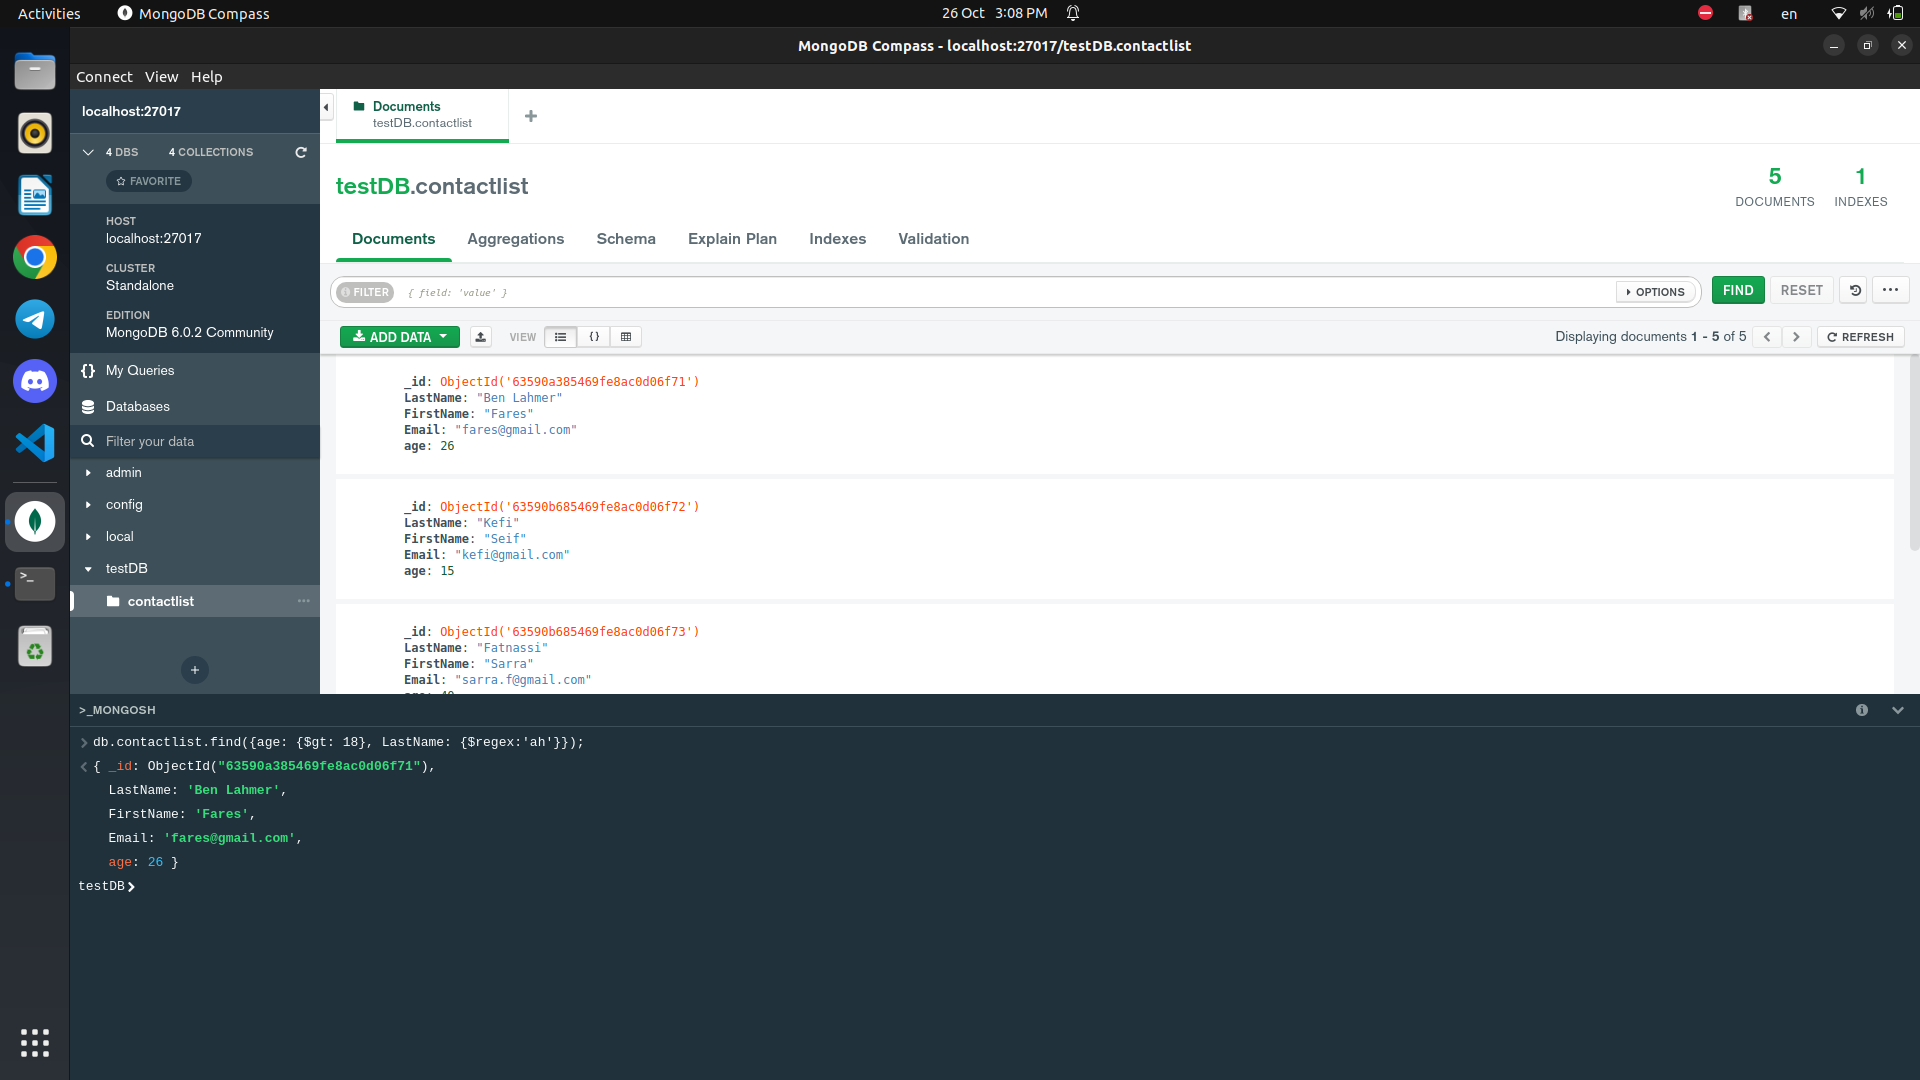 Activities
MongoDB Compass
26 Oct 3:08 PM
en
MongoDB Compass - localhost:27017/testDB.contactlist
Connect View Help
localhost:27017
4 DBS 4 COLLECTIONS
FAVORITE
HOST
localhost:27017
CLUSTER
Standalone
EDITION
MongoDB 6.0.2 Community
My Queries
Databases
Filter your data
admin
config
local
testDB
contactlist
Documents
testDB.contactlist
testDB.contactlist
5
DOCUMENTS
1
INDEXES
Documents Aggregations Schema Explain Plan Indexes Validation
FILTER { field: 'value' } OPTIONS FIND RESET
ADD DATA VIEW {} Displaying documents 1 - 5 of 5 REFRESH
_id: ObjectId('63590a385469fe8ac0d06f71')
LastName: "Ben Lahmer"
FirstName: "Fares"
Email: "fares@gmail.com"
age: 26
_id: ObjectId('63590b685469fe8ac0d06f72')
LastName: "Kefi"
FirstName: "Seif"
Email: "kefi@gmail.com"
age: 15
_id: ObjectId('63590b685469fe8ac0d06f73')
LastName: "Fatnassi"
FirstName: "Sarra"
Email: "sarra.f@gmail.com"
>_MONGOSH
db.contactlist.find({age: {$gt: 18}, LastName: {$regex:'ah'}});
{ _id: ObjectId("63590a385469fe8ac0d06f71"),
LastName: 'Ben Lahmer',
FirstName: 'Fares',
Email: 'fares@gmail.com',
age: 26 }
testDB>